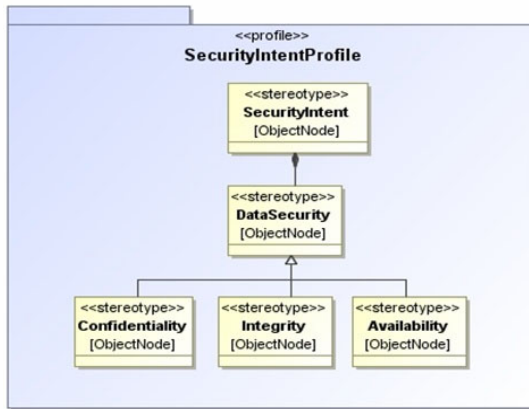 <<profile>>
SecurityIntentProfile
<<stereotype>>
SecurityIntent
[ObjectNode]
<<stereotype>>
DataSecurity
[ObjectNode]
<<stereotype>>
Confidentiality
[ObjectNode]
<<stereotype>>
Integrity
[ObjectNode]
<<stereotype>>
Availability
[ObjectNode]